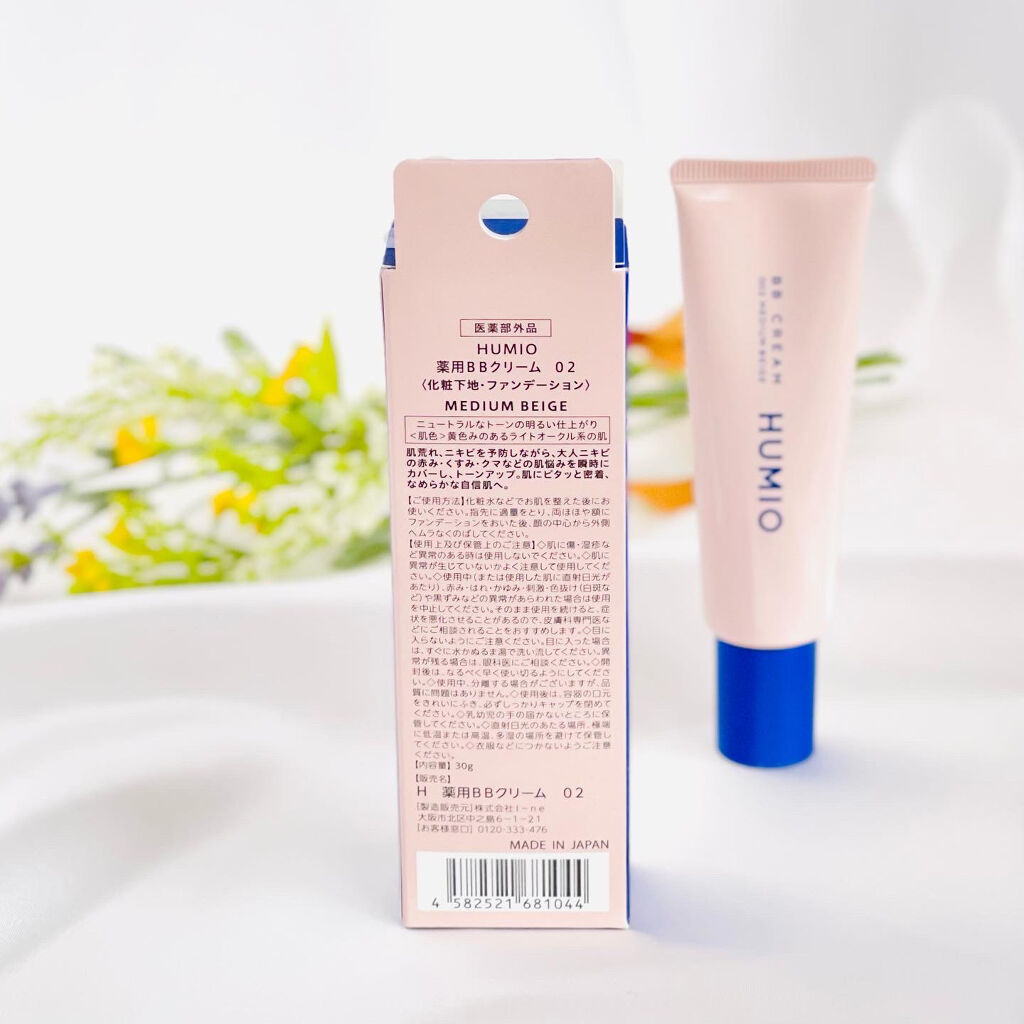 医薬部外品
HUMIO
薬用BBクリーム 02
〈化粧下地・ファンデーション〉
MEDIUM BEIGE
ニュートラルなトーンの明るい仕上がり
<肌色>黄色みのあるライトオークル系の肌
肌荒れ、ニキビを予防しながら、大人ニキビ
の赤み・くすみ・クマなどの肌悩みを瞬時に
カバーし、トーンアップ。肌にピタッと密着、
なめらかな自信肌へ。
【ご使用方法】化粧水などでお肌を整えた後にお
使いください。指先に適量をとり、両ほほや額に
ファンデーションをおいた後、顔の中心から外側
へムラなくのばしてください。
【使用上及び保管上のご注意】◇肌に傷・湿疹な
ど異常のある時は使用しないでください。◇肌に
異常が生じていないかよく注意して使用してくだ
さい。◇使用中(または使用した肌に直射日光が
あたり)、赤み・はれ・かゆみ・刺激・色抜け(白斑な
ど)や黒ずみなどの異常があらわれた場合は使用
を中止してください。そのまま使用を続けると、症
状を悪化させることがあるので、皮膚科専門医な
どにご相談されることをおすすめします。◇目に
入らないようにご注意ください。目に入った場合
は、すぐに水かぬるま湯で洗い流してください。異
常が残る場合は、眼科医にご相談ください。◇開
封後は、なるべく早く使い切るようにしてくださ
い。◇使用中、分離する場合がございますが、品
質に問題はありません。◇使用後は、容器の口元
をきれいにふき、必ずしっかりキャップを閉めて
ください。◇乳幼児の手の届かないところに保
管してください。◇直射日光のあたる場所、極端
に低温または高温、多湿の場所を避けて保管し
てください。◇衣服などにつかないようご注意
ください。
【内容量】30g
【販売名】
H 薬用BBクリーム 02
[製造販売元]株式会社I-ne
大阪市北区中之島6-1-21
[お客様窓口]0120-333-476
MADE IN JAPAN
4 582521 681044
BB CREAM
002 MEDIUM BEIGE
HUMIO